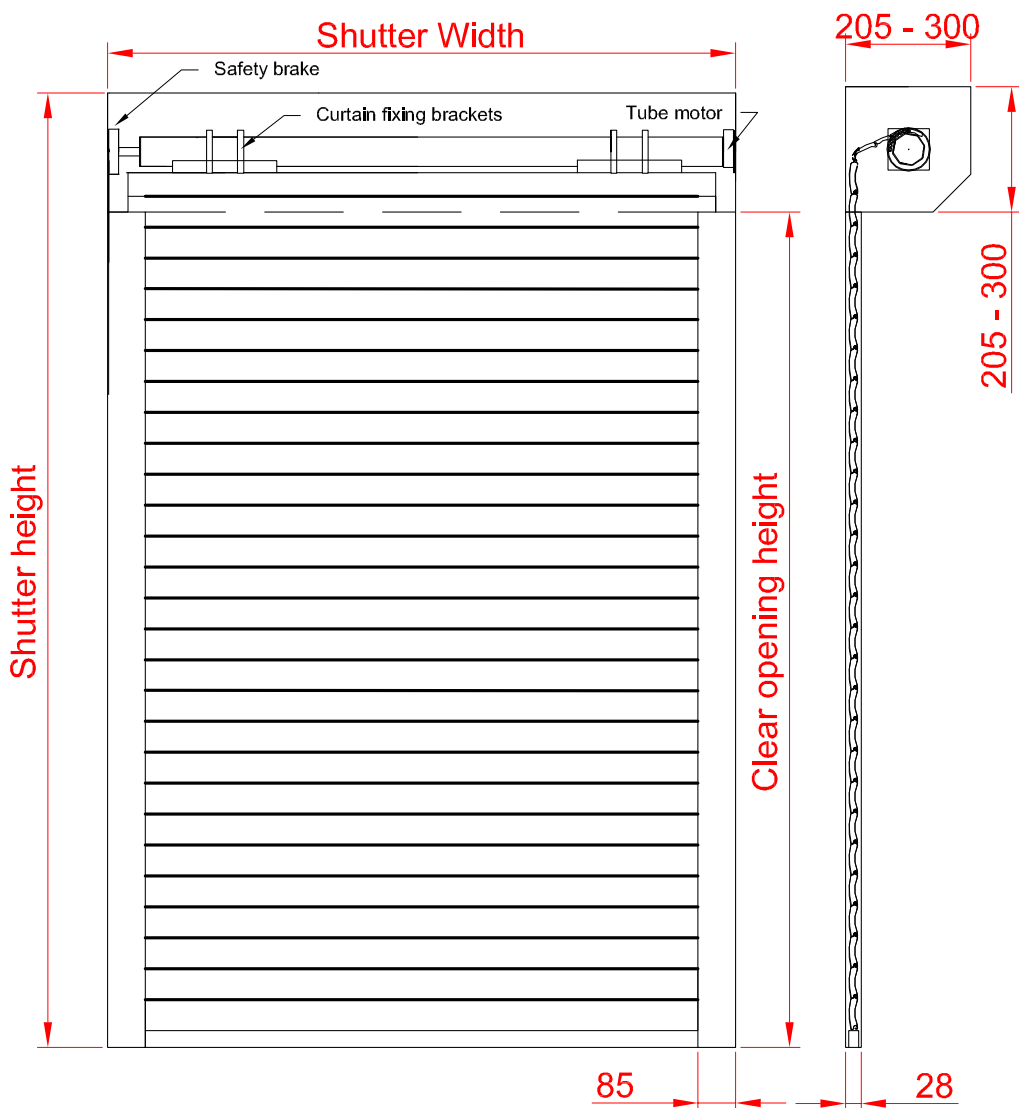 Shutter Width
205 - 300
Safety brake
Curtain fixing brackets
Tube motor
205 - 300
Shutter height
Clear opening height
85
28